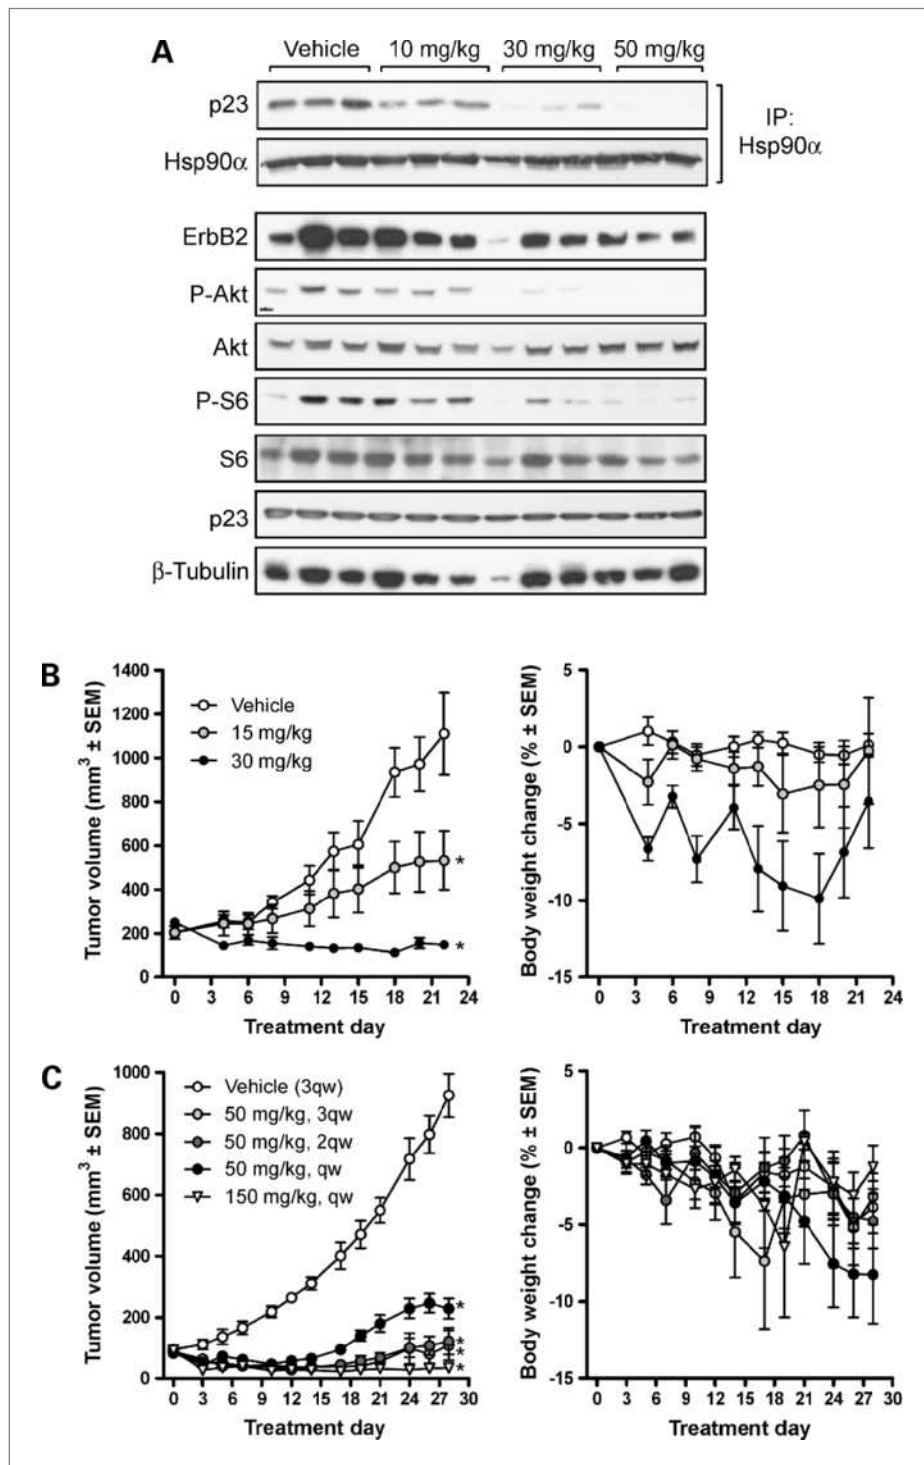 A
Vehicle 10 mg/kg 30 mg/kg 50 mg/kg
p23
Hsp90α
IP:
Hsp90α
ErbB2
P-Akt
Akt
P-S6
S6
p23
β-Tubulin
B
Tumor volume (mm³ ± SEM)
1400
1200
1000
800
600
400
200
0
Vehicle
15 mg/kg
30 mg/kg
*
*
0 3 6 9 12 15 18 21 24
Treatment day
Body weight change (% ± SEM)
5
0
-5
-10
-15
0 3 6 9 12 15 18 21 24
Treatment day
C
Tumor volume (mm³ ± SEM)
1000
800
600
400
200
0
Vehicle (3qw)
50 mg/kg, 3qw
50 mg/kg, 2qw
50 mg/kg, qw
150 mg/kg, qw
*
*
*
*
0 3 6 9 12 15 18 21 24 27 30
Treatment day
Body weight change (% ± SEM)
5
0
-5
-10
-15
0 3 6 9 12 15 18 21 24 27 30
Treatment day